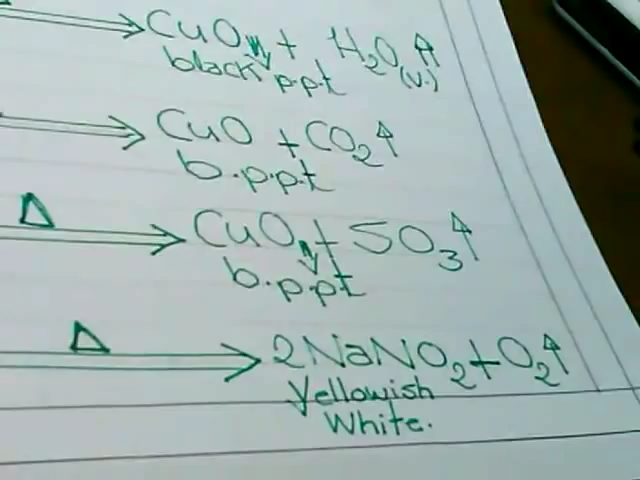 CuO↓ + H₂O↑
black p.p.t (v.)
CuO + CO₂↑
b.p.p.t
Δ
CuO↓ + SO₃↑
b.p.p.t
Δ
2NaNO₂ + O₂↑
Yellowish
White.